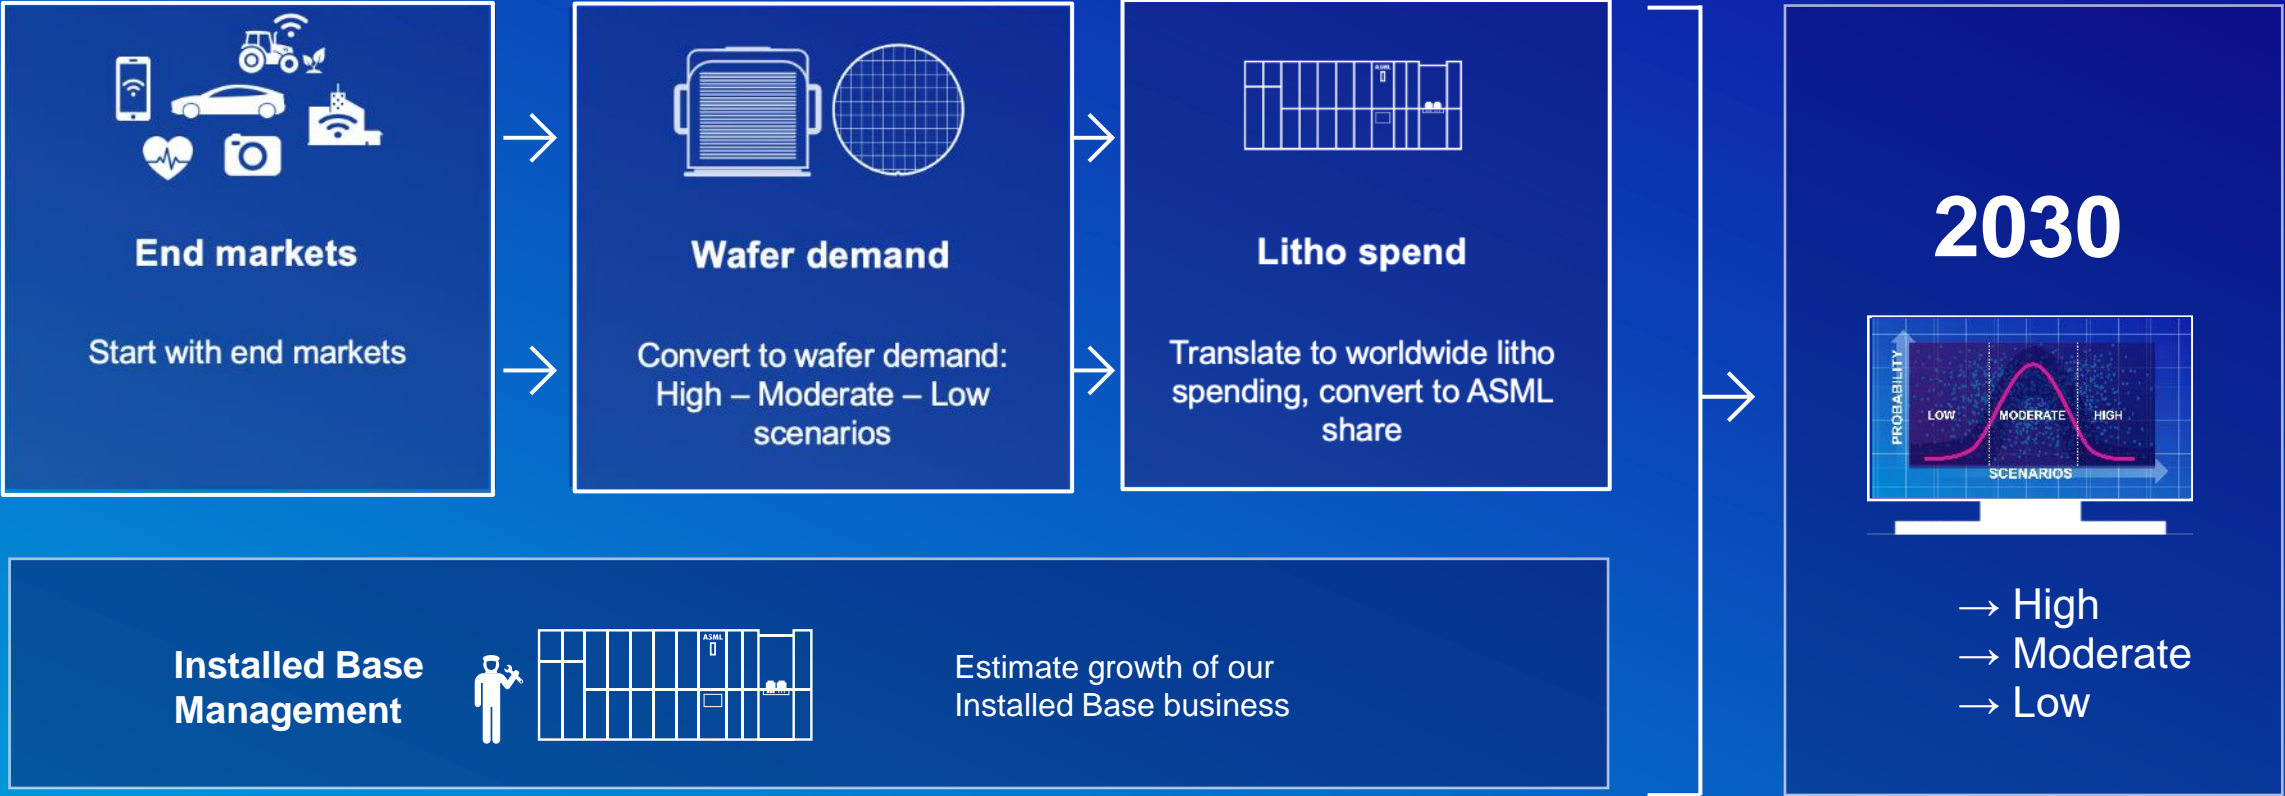 End markets
Start with end markets
Wafer demand
Convert to wafer demand:
High – Moderate – Low
scenarios
ASML
Litho spend
Translate to worldwide litho
spending, convert to ASML
share
2030
PROBABILITY
LOW
MODERATE
HIGH
SCENARIOS
→ High
→ Moderate
→ Low
Installed Base
Management
ASML
Estimate growth of our
Installed Base business